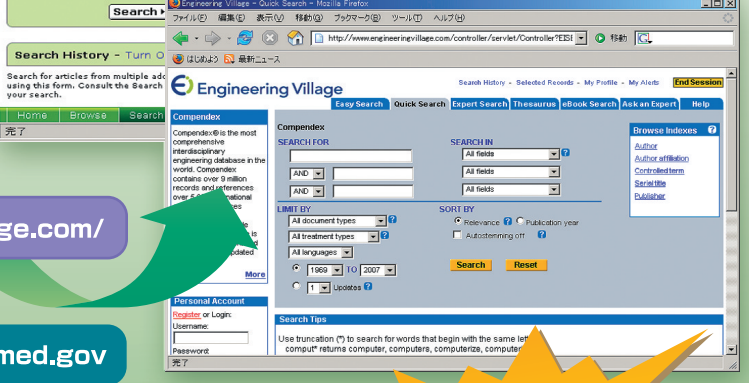 Search
Search History - Turn O
Search for articles from multiple
using this form. Consult the Search
your search.
Home Browse Search
完了
ge.com/
med.gov
Engineering Village - Quick Search - Mozilla Firefox
ファイル(F) 編集(E) 表示(V) 移動(G) ブックマーク(B) ツール(T) ヘルプ(H)
http://www.engineeringvillage.com/controller/servlet/Controller?EISE 移動
はじめよう 最新ニュース
Engineering Village
Search History - Selected Records - My Profile - My Alerts End Session
Easy Search Quick Search Expert Search Thesaurus eBook Search Ask an Expert Help
Compendex
Compendex® is the most
comprehensive
interdisciplinary
engineering database in the
world. Compendex
contains over 9 million
records and references
over
national
is
updated
More
Personal Account
Register or Login:
Username:
Password:
Compendex
SEARCH FOR SEARCH IN
All fields
AND All fields
AND All fields
LIMIT BY SORT BY
All document types Relevance Publication year
All treatment types Autostemming off
All languages
1969 TO 2007 Search Reset
1 Updates
Browse Indexes
Author
Author affiliation
Controlled term
Serial title
Publisher
Search Tips
Use truncation (*) to search for words that begin with the same
comput* returns computer, computers, computerize,
完了